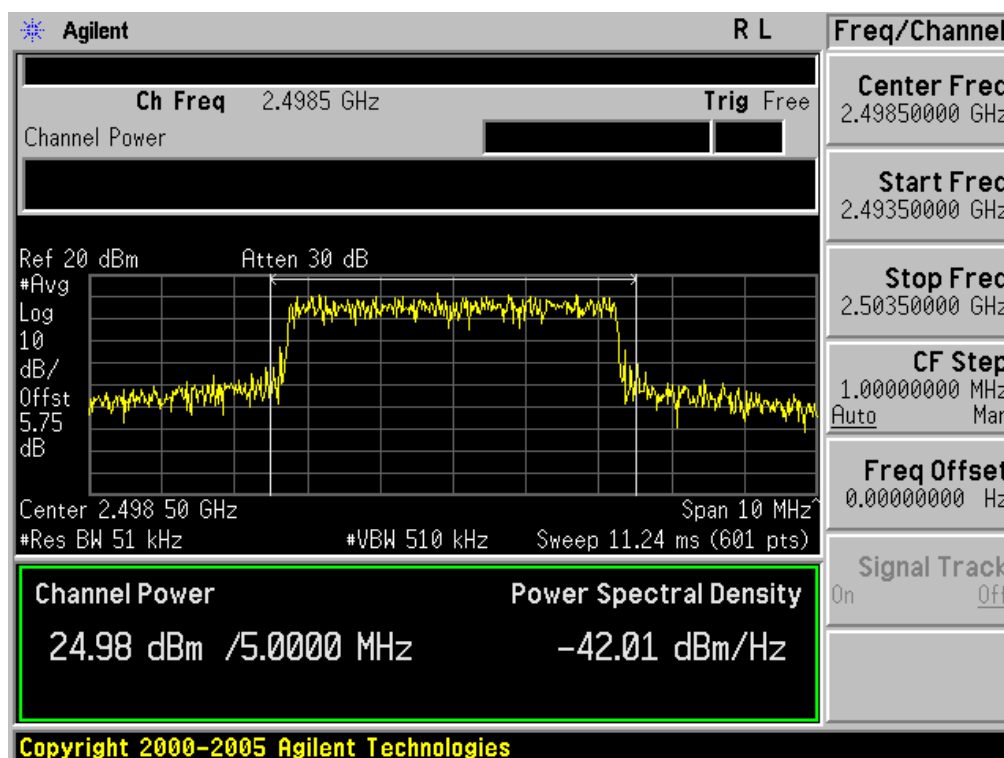 Agilent
R L
Freq/Channel
Ch Freq 2.4985 GHz
Trig Free
Channel Power
Center Freq
2.49850000 GHz
Start Freq
2.49350000 GHz
Stop Freq
2.50350000 GHz
CF Step
1.00000000 MHz
Auto Man
Freq Offset
0.00000000 Hz
Signal Track
On Off
Ref 20 dBm
Atten 30 dB
#Avg
Log
10
dB/
Offst
5.75
dB
Center 2.498 50 GHz
Span 10 MHz^
#Res BW 51 kHz
#VBW 510 kHz
Sweep 11.24 ms (601 pts)
Channel Power
Power Spectral Density
24.98 dBm /5.0000 MHz
-42.01 dBm/Hz
Copyright 2000-2005 Agilent Technologies